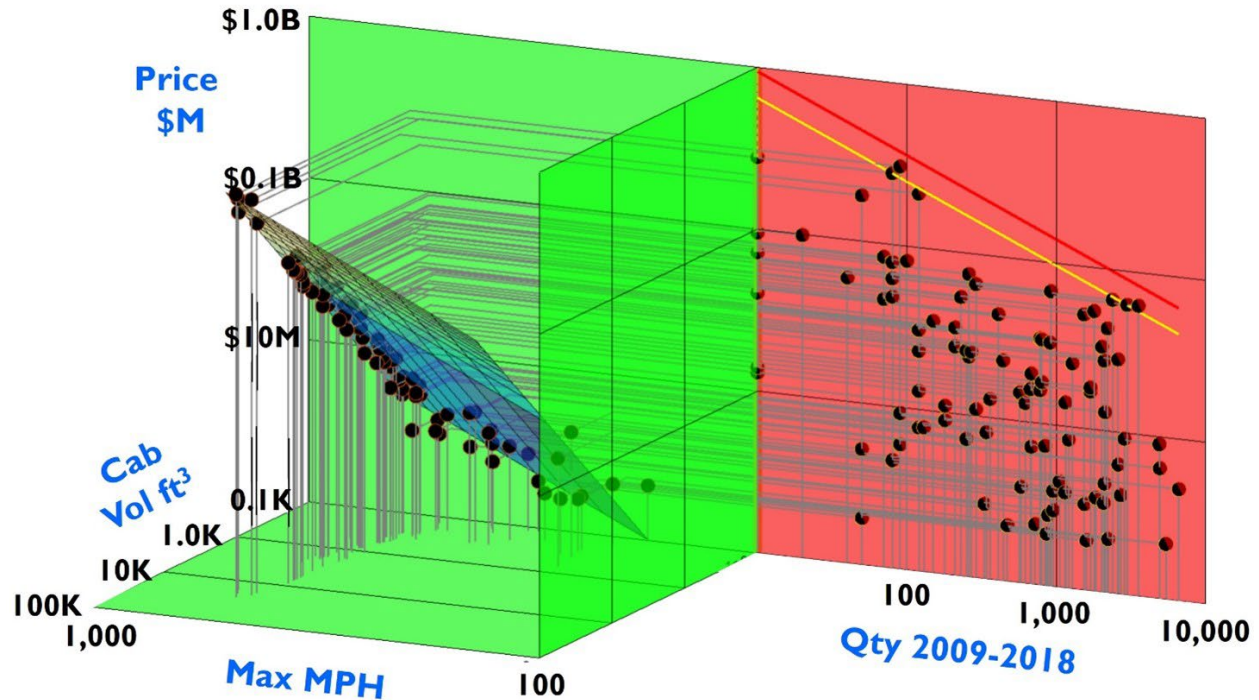 $1.0B
Price
$M
$0.1B
$10M
Cab
Vol ft³
0.1K
1.0K
10K
100K
1,000
Max MPH
100
100
1,000
10,000
Qty 2009-2018